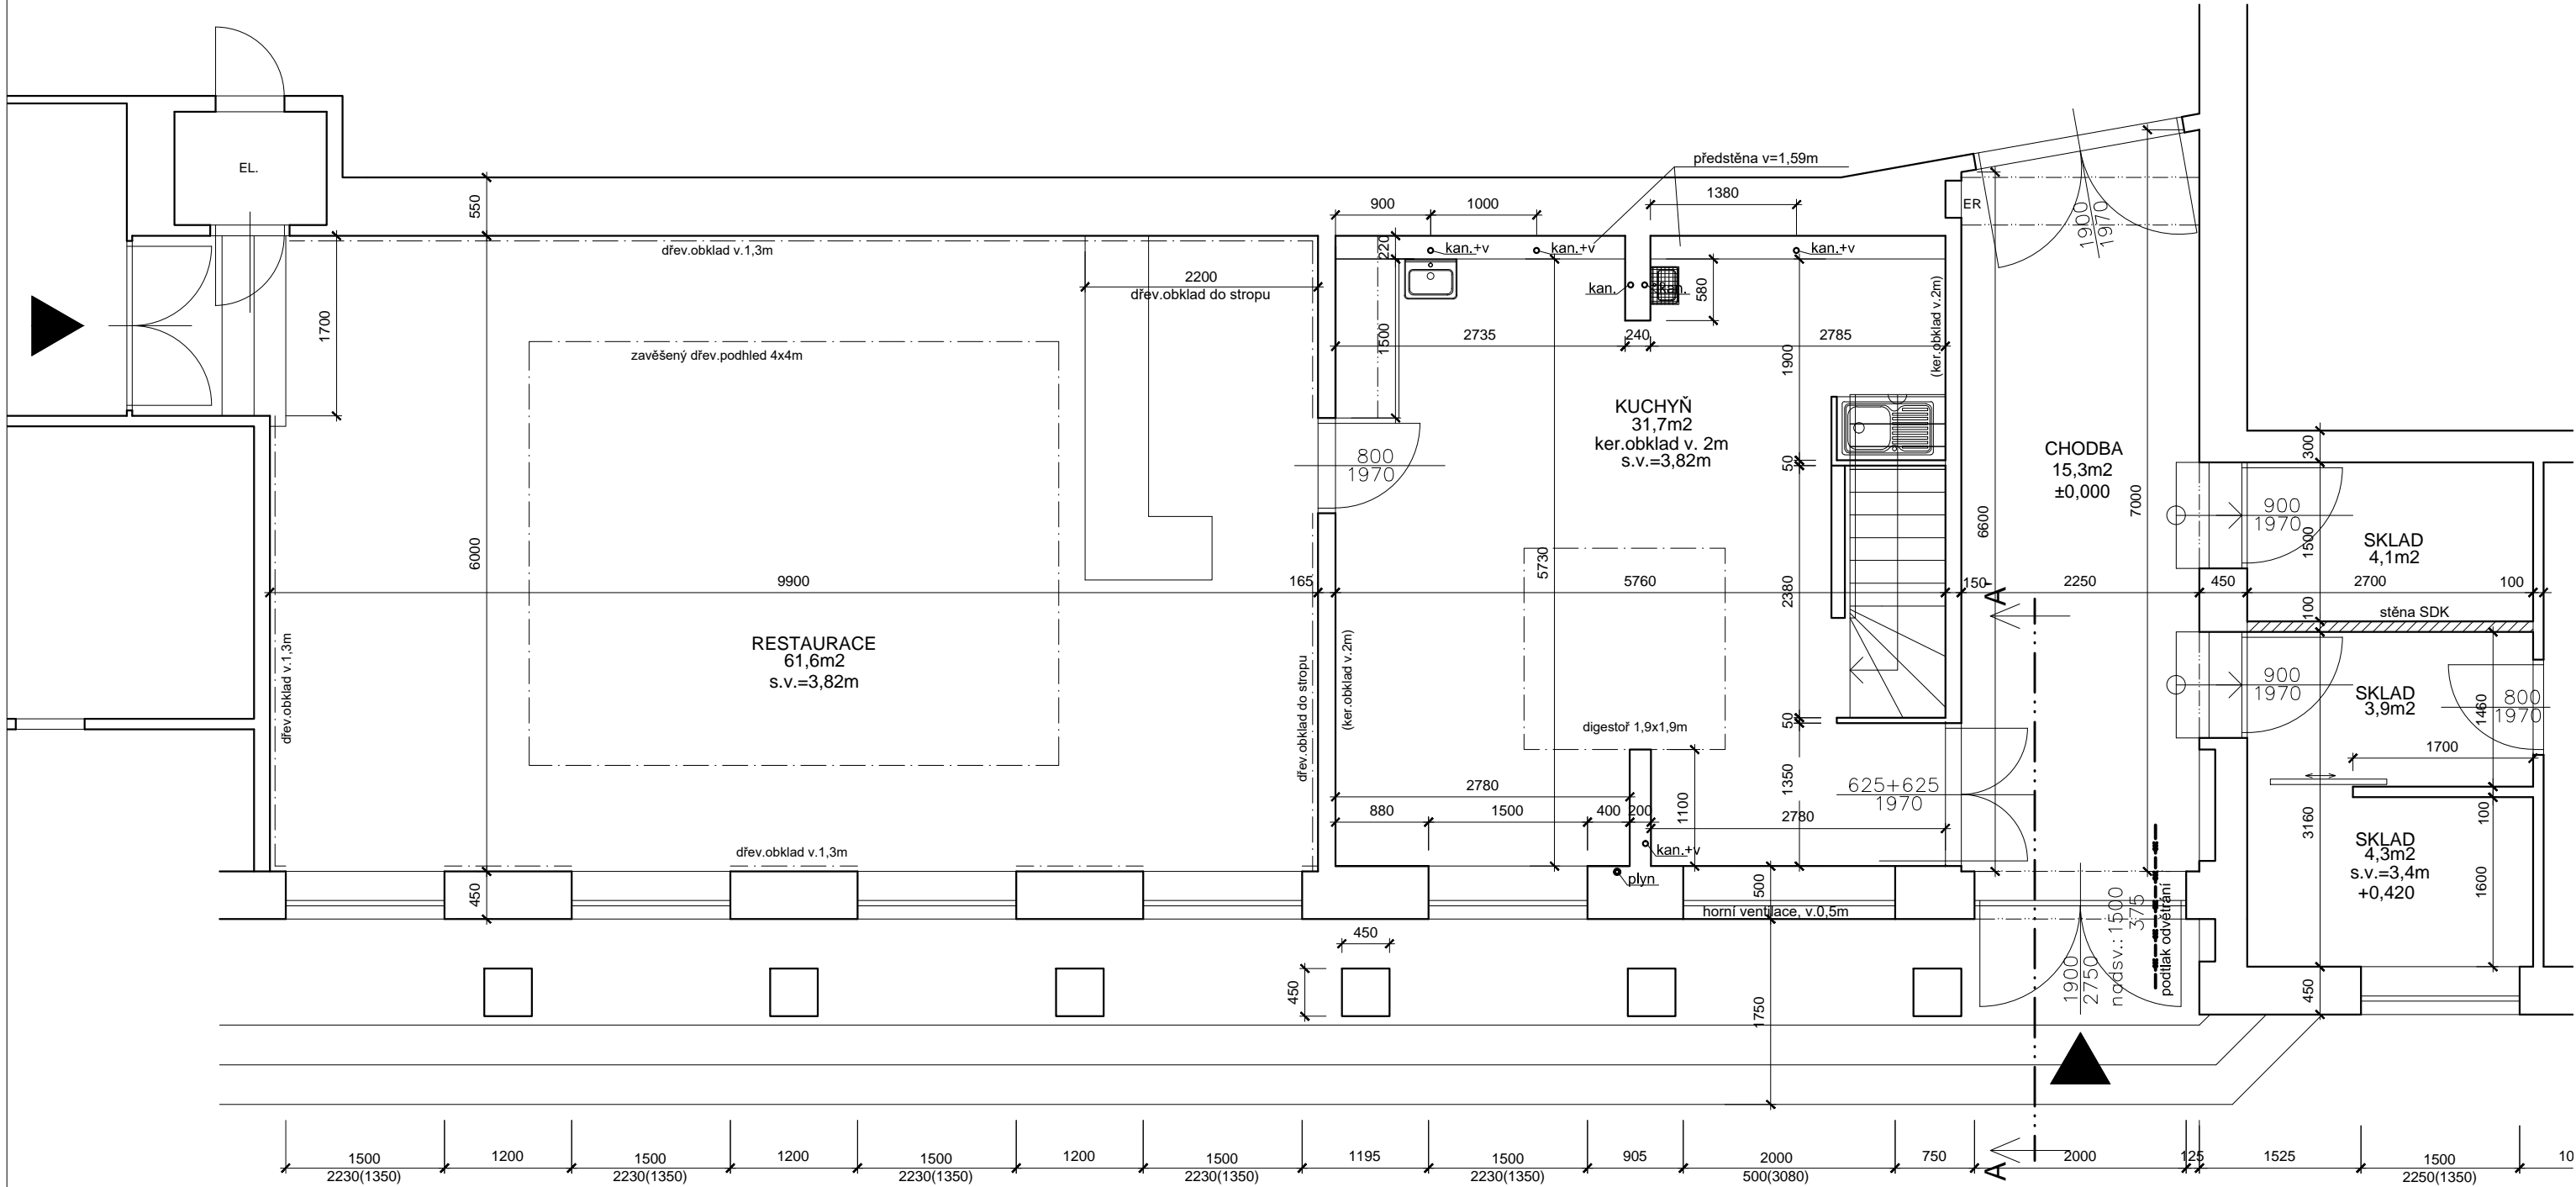 EL.
550
dřev.obklad v.1,3m
1700
2200
dřev.obklad do stropu
zavěšený dřev.podhled 4x4m
6000
9900
165
RESTAURACE
61,6m2
s.v.=3,82m
dřev.obklad v.1,3m
dřev.obklad do stropu
dřev.obklad v.1,3m
450
předstěna v=1,59m
900
1000
1380
220
kan.+v
kan.+v
kan.+v
kan.
kan.
580
1500
2735
240
2785
1900
(ker.obklad v.2m)
KUCHYŇ
31,7m2
ker.obklad v. 2m
s.v.=3,82m
800
1970
50
5730
5760
2380
(ker.obklad v.2m)
digestoř 1,9x1,9m
50
2780
880
1500
400
200
1100
1350
2780
625+625
1970
kan.+v
plyn
500
horní ventilace, v.0,5m
450
450
1750
ER
1900
1970
CHODBA
15,3m2
±0,000
6600
7000
150
A'
2250
450
2700
100
300
900
1970
1500
SKLAD
4,1m2
100
stěna SDK
900
1970
SKLAD
3,9m2
1460
800
1970
1700
3160
100
SKLAD
4,3m2
s.v.=3,4m
+0,420
1600
450
1900
2750
nadsv.:1500
375
podtlak odvětrání
A'
1500
2230(1350)
1200
1500
2230(1350)
1200
1500
2230(1350)
1200
1500
2230(1350)
1195
1500
2230(1350)
905
2000
500(3080)
750
2000
125
1525
1500
2250(1350)
10